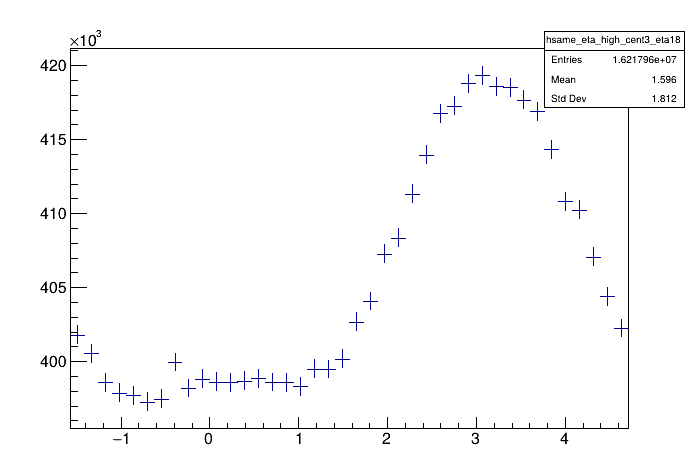 ×10³
hsame_eta_high_cent3_eta18
Entries 1.621796e+07
Mean 1.596
Std Dev 1.812
420
415
410
405
400
−1 0 1 2 3 4